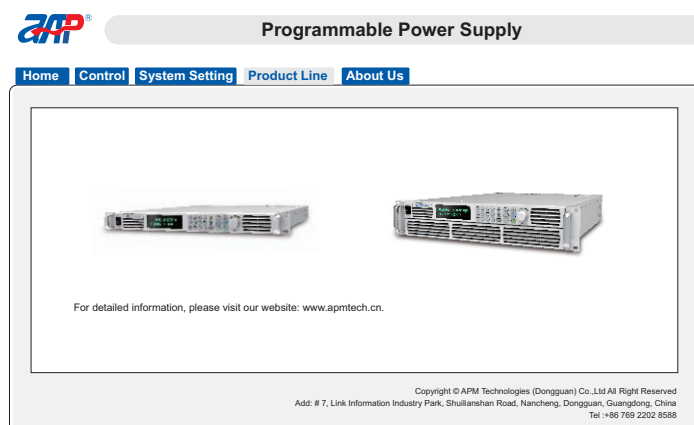 Programmable Power Supply
Home Control System Setting Product Line About Us
For detailed information, please visit our website: www.apmtech.cn.
Copyright © APM Technologies (Dongguan) Co.,Ltd All Right Reserved
Add: # 7, Link Information Industry Park, Shuilianshan Road, Nancheng, Dongguan, Guangdong, China
Tel :+86 769 2202 8588